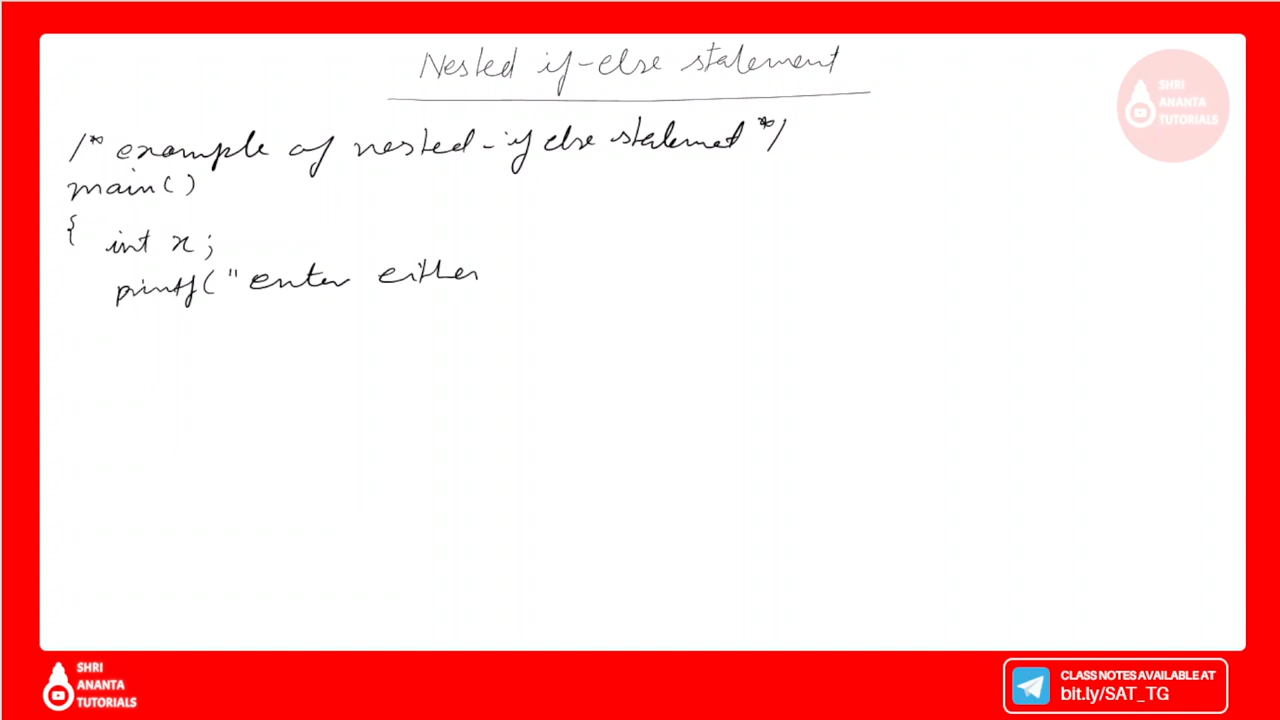 Nested if-else statement
SHRI
ANANTA
TUTORIALS
/* example of nested-if else statemet */
main()
{ int x;
printf(" enter either
SHRI
ANANTA
TUTORIALS
CLASS NOTES AVAILABLE AT
bit.ly/SAT_TG